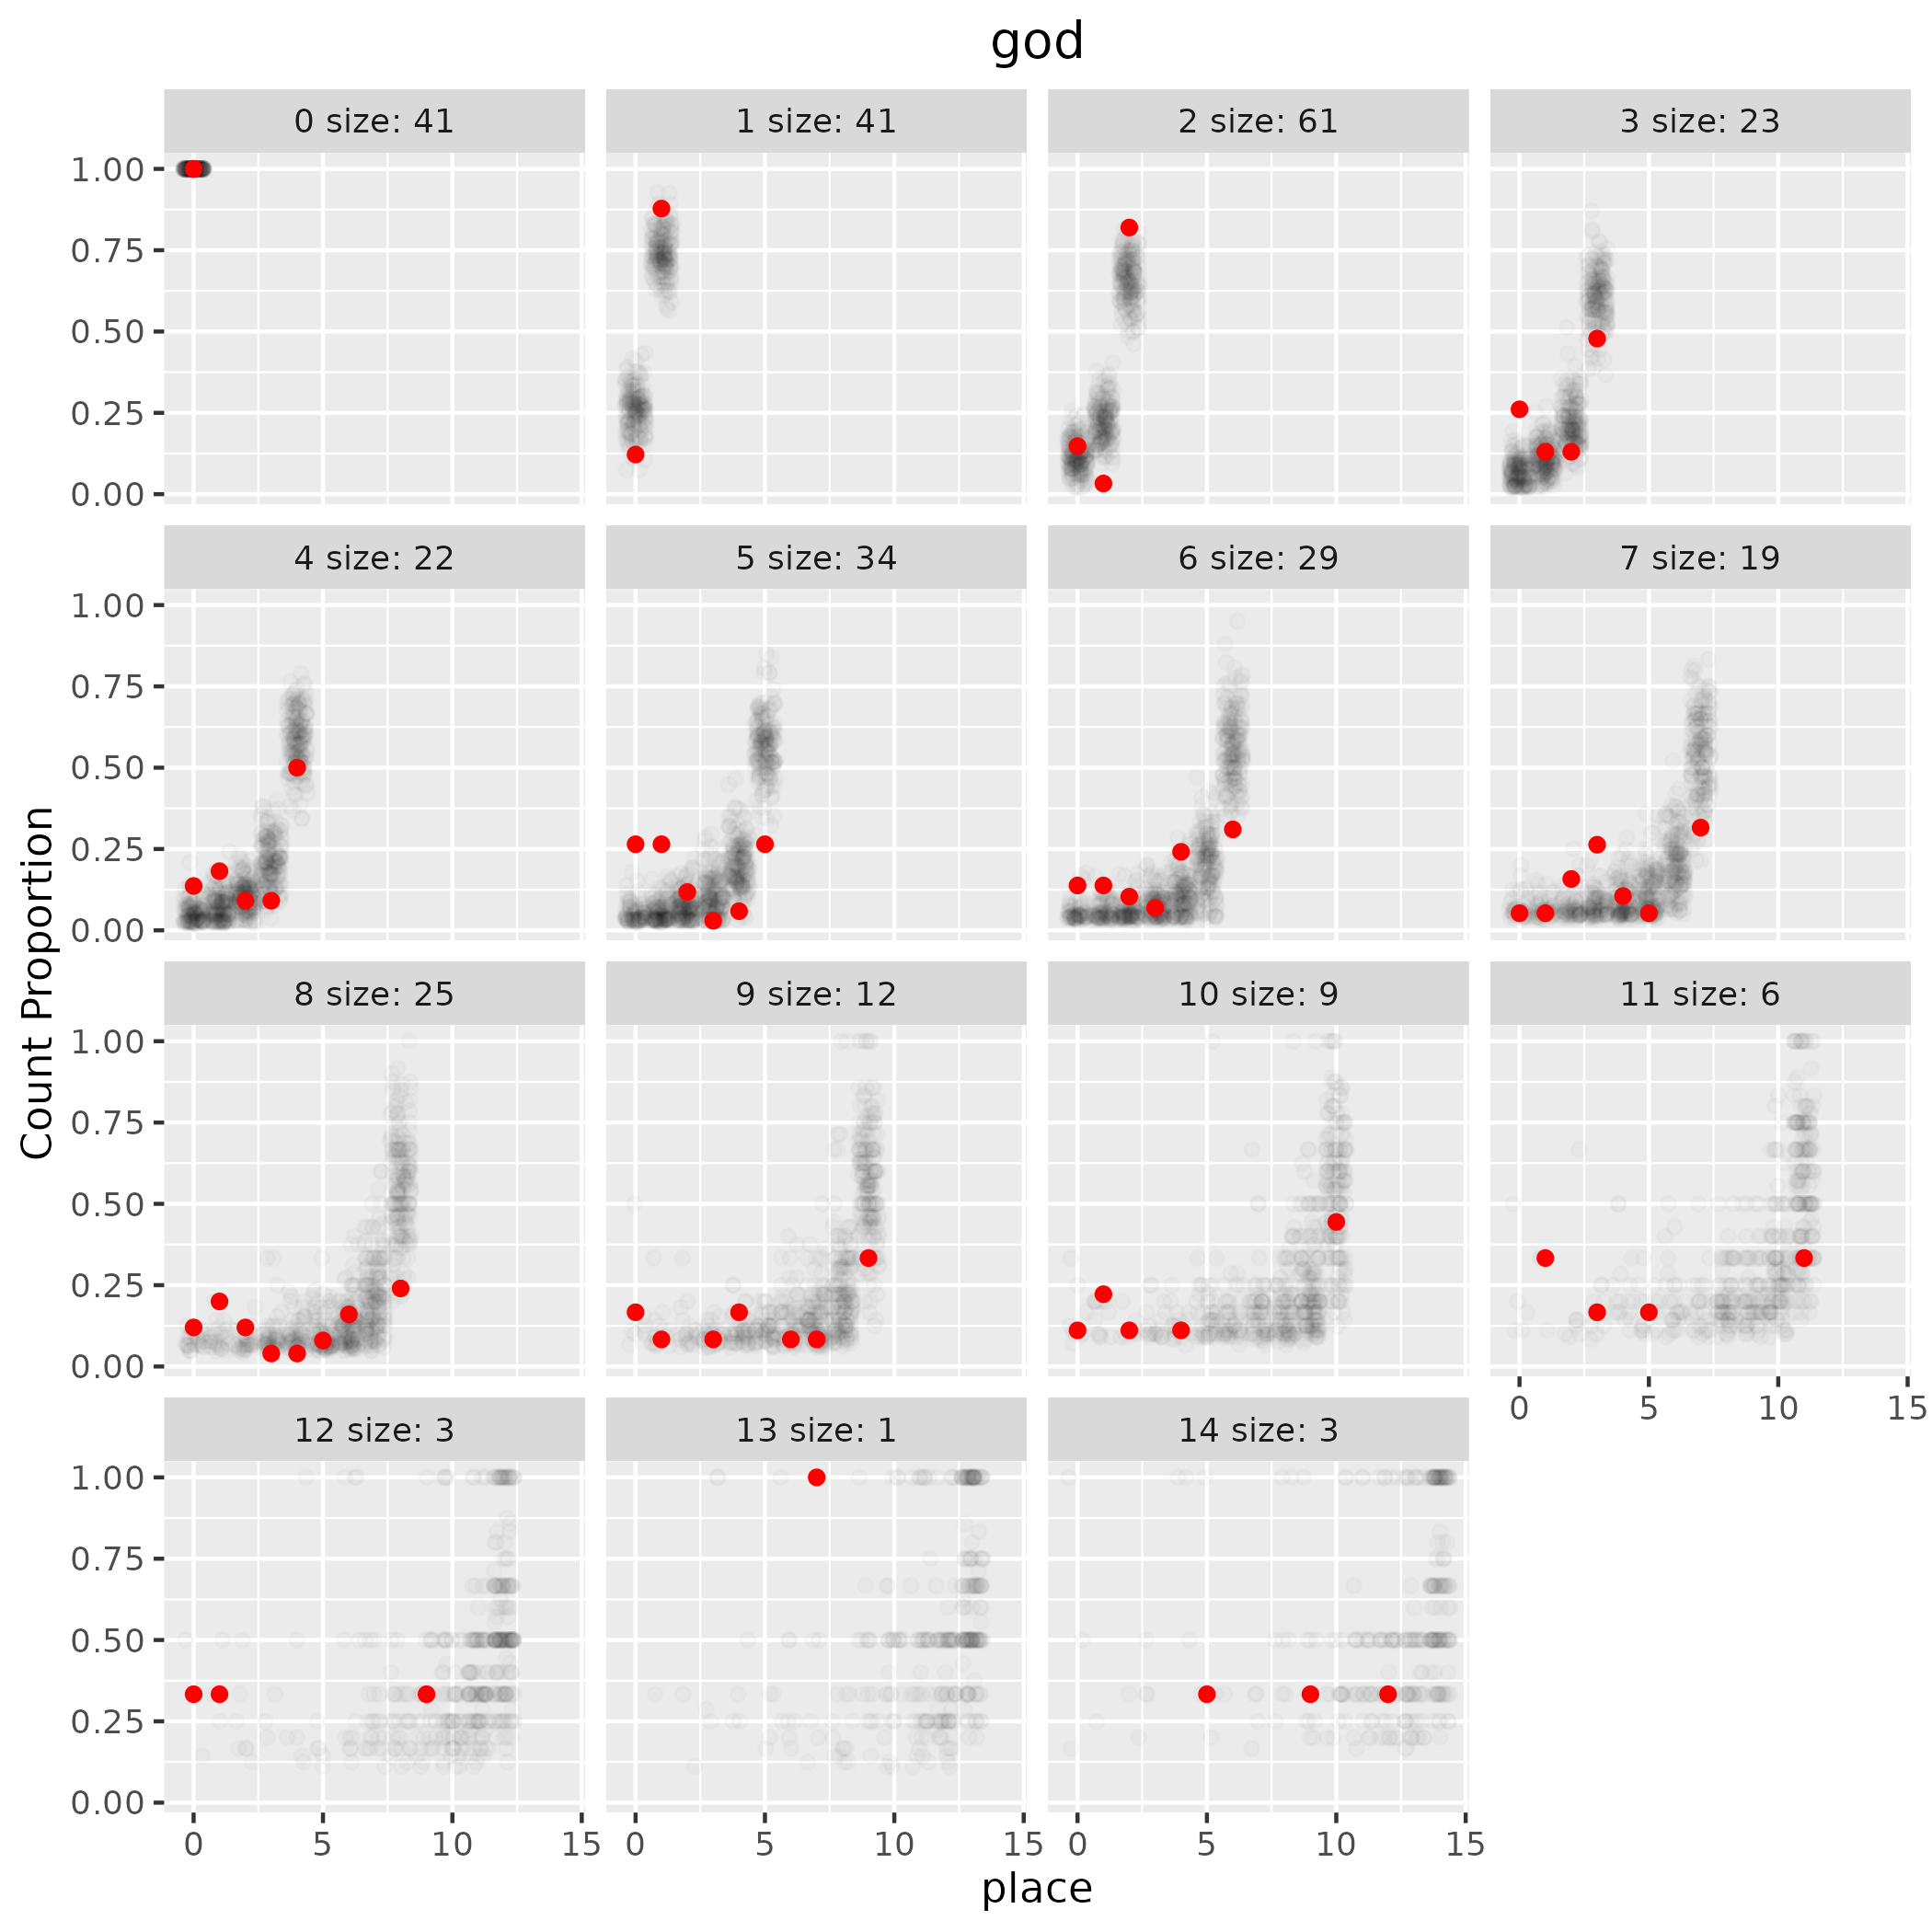 god
0 size: 41
1 size: 41
2 size: 61
3 size: 23
1.00
0.75
0.50
0.25
0.00
4 size: 22
5 size: 34
6 size: 29
7 size: 19
1.00
0.75
0.50
0.25
0.00
8 size: 25
9 size: 12
10 size: 9
11 size: 6
1.00
0.75
0.50
0.25
0.00
0 5 10 15
12 size: 3
13 size: 1
14 size: 3
1.00
0.75
0.50
0.25
0.00
0 5 10 15
0 5 10 15
0 5 10 15
Count Proportion
place